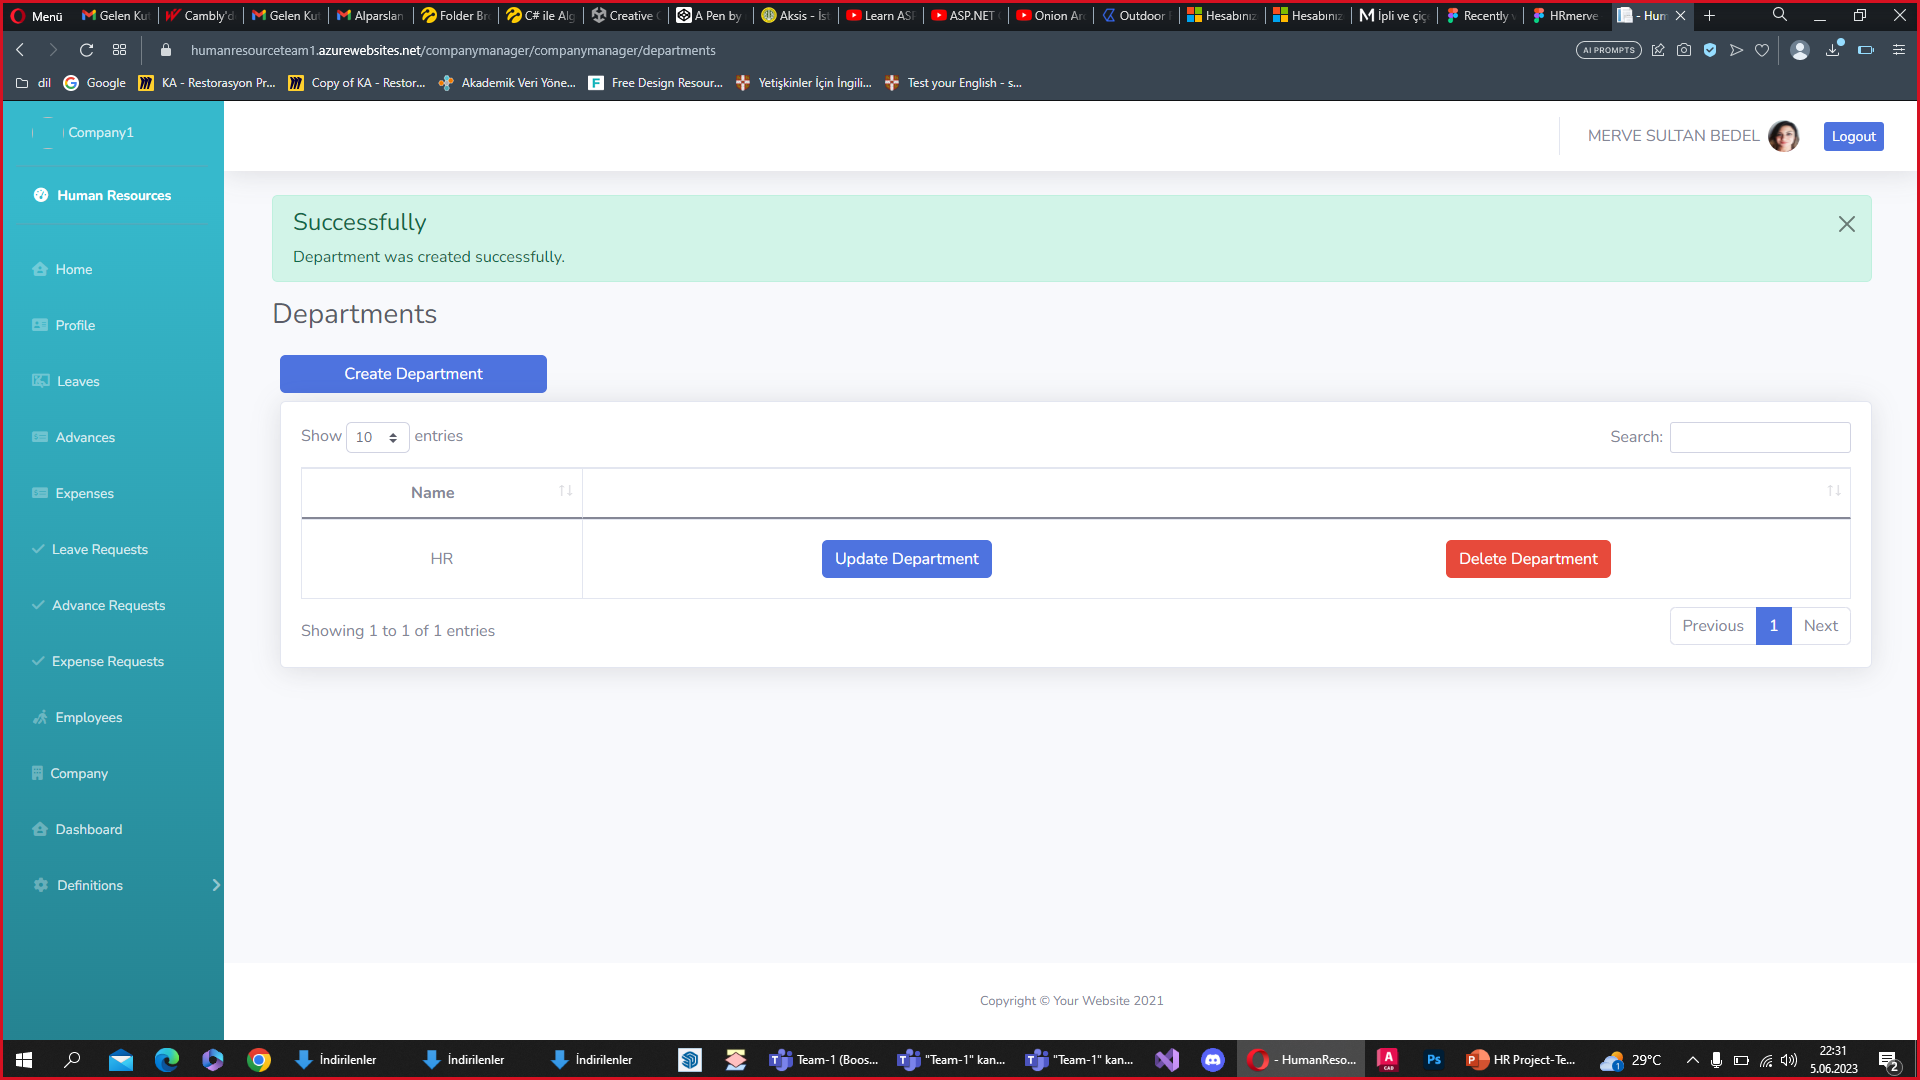 Menü Gelen Kut Cambly'd Gelen Kut Alparslan Folder Bre C# ile Alg Creative C A Pen by Aksis - İst Learn ASP ASP.NET C Onion Arc Outdoor F Hesabınız Hesabınız İpli ve çiç Recently v HRmerve - Hum
humanresourceteam1.azurewebsites.net/companymanager/companymanager/departments AI PROMPTS
dil Google KA - Restorasyon Pr... Copy of KA - Restor... Akademik Veri Yöne... Free Design Resour... Yetişkinler İçin İngili... Test your English - s...
Company1
MERVE SULTAN BEDEL Logout
Human Resources
Home
Profile
Leaves
Advances
Expenses
Leave Requests
Advance Requests
Expense Requests
Employees
Company
Dashboard
Definitions
Successfully
Department was created successfully.
Departments
Create Department
Show 10 entries Search:
Name
HR Update Department Delete Department
Showing 1 to 1 of 1 entries Previous 1 Next
Copyright © Your Website 2021
İndirilenler İndirilenler İndirilenler Team-1 (Boos... "Team-1" kan... "Team-1" kan... - HumanReso... HR Project-Te... 29°C 22:31
5.06.2023 2